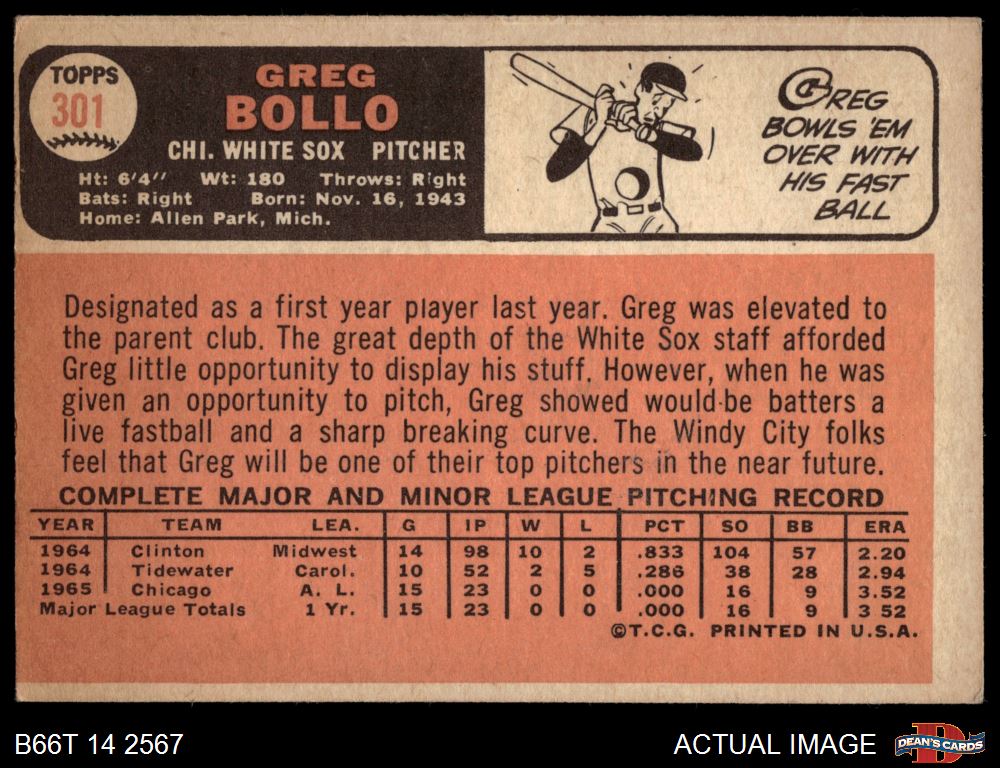 TOPPS
301
GREG
BOLLO
CHI. WHITE SOX PITCHER
Ht: 6'4'' Wt: 180 Throws: Right
Bats: Right Born: Nov. 16, 1943
Home: Allen Park, Mich.
GREG
BOWLS 'EM
OVER WITH
HIS FAST
BALL
Designated as a first year player last year. Greg was elevated to
the parent club. The great depth of the White Sox staff afforded
Greg little opportunity to display his stuff. However, when he was
given an opportunity to pitch, Greg showed would-be batters a
live fastball and a sharp breaking curve. The Windy City folks
feel that Greg will be one of their top pitchers in the near future.
COMPLETE MAJOR AND MINOR LEAGUE PITCHING RECORD
YEAR TEAM LEA. G IP W L PCT SO BB ERA
1964 Clinton Midwest 14 98 10 2 .833 104 57 2.20
1964 Tidewater Carol. 10 52 2 5 .286 38 28 2.94
1965 Chicago A. L. 15 23 0 0 .000 16 9 3.52
Major League Totals 1 Yr. 15 23 0 0 .000 16 9 3 52
©T.C.G. PRINTED IN U.S.A.
B66T 14 2567
ACTUAL IMAGE
D
DEAN'S CARDS